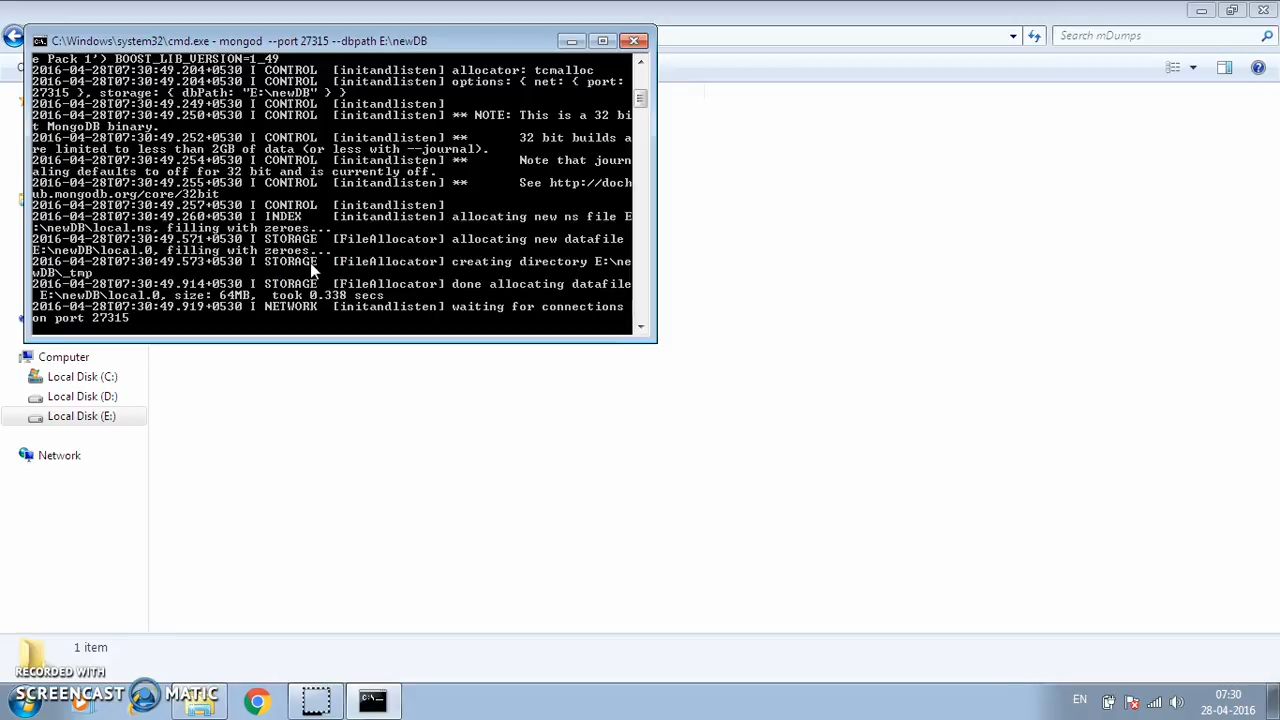 C:\Windows\system32\cmd.exe - mongod --port 27315 --dbpath E:\newDB
Search mDumps
e Pack 1'> BOOST_LIB_VERSION=1_49
2016-04-28T07:30:49.204+0530 I CONTROL [initandlisten] allocator: tcmalloc
2016-04-28T07:30:49.204+0530 I CONTROL [initandlisten] options: { net: { port:
27315 }, storage: { dbPath: "E:\newDB" } }
2016-04-28T07:30:49.249+0530 I CONTROL [initandlisten]
2016-04-28T07:30:49.250+0530 I CONTROL [initandlisten] ** NOTE: This is a 32 bi
t MongoDB binary.
2016-04-28T07:30:49.252+0530 I CONTROL [initandlisten] ** 32 bit builds a
re limited to less than 2GB of data (or less with --journal).
2016-04-28T07:30:49.254+0530 I CONTROL [initandlisten] ** Note that journ
aling defaults to off for 32 bit and is currently off.
2016-04-28T07:30:49.255+0530 I CONTROL [initandlisten] ** See http://doch
ub.mongodb.org/core/32bit
2016-04-28T07:30:49.257+0530 I CONTROL [initandlisten]
2016-04-28T07:30:49.260+0530 I INDEX [initandlisten] allocating new ns file E
:\newDB\local.ns, filling with zeroes...
2016-04-28T07:30:49.571+0530 I STORAGE [FileAllocator] allocating new datafile
E:\newDB\local.0, filling with zeroes...
2016-04-28T07:30:49.573+0530 I STORAGE [FileAllocator] creating directory E:\ne
wDB\_tmp
2016-04-28T07:30:49.914+0530 I STORAGE [FileAllocator] done allocating datafile
E:\newDB\local.0, size: 64MB, took 0.338 secs
2016-04-28T07:30:49.919+0530 I NETWORK [initandlisten] waiting for connections
on port 27315
Computer
Local Disk (C:)
Local Disk (D:)
Local Disk (E:)
Network
1 item
RECORDED WITH
SCREENCAST MATIC
EN
07:30
28-04-2016